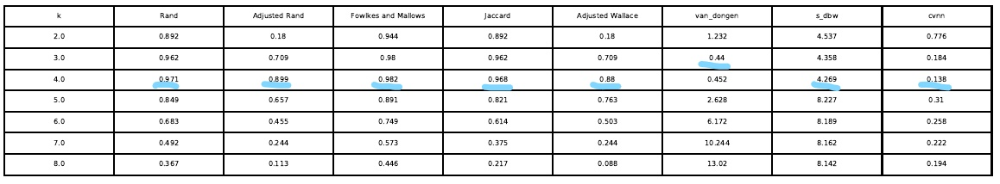 k Rand Adjusted Rand Fowlkes and Mallows Jaccard Adjusted Wallace van_dongen s_dbw cvnn
2.0 0.892 0.18 0.944 0.892 0.18 1.232 4.537 0.776
3.0 0.962 0.709 0.98 0.962 0.709 0.44 4.358 0.184
4.0 0.971 0.899 0.982 0.968 0.88 0.452 4.269 0.138
5.0 0.849 0.657 0.891 0.821 0.763 2.628 8.227 0.31
6.0 0.683 0.455 0.749 0.614 0.503 6.172 8.189 0.258
7.0 0.492 0.244 0.573 0.375 0.244 10.244 8.162 0.222
8.0 0.367 0.113 0.446 0.217 0.088 13.02 8.142 0.194